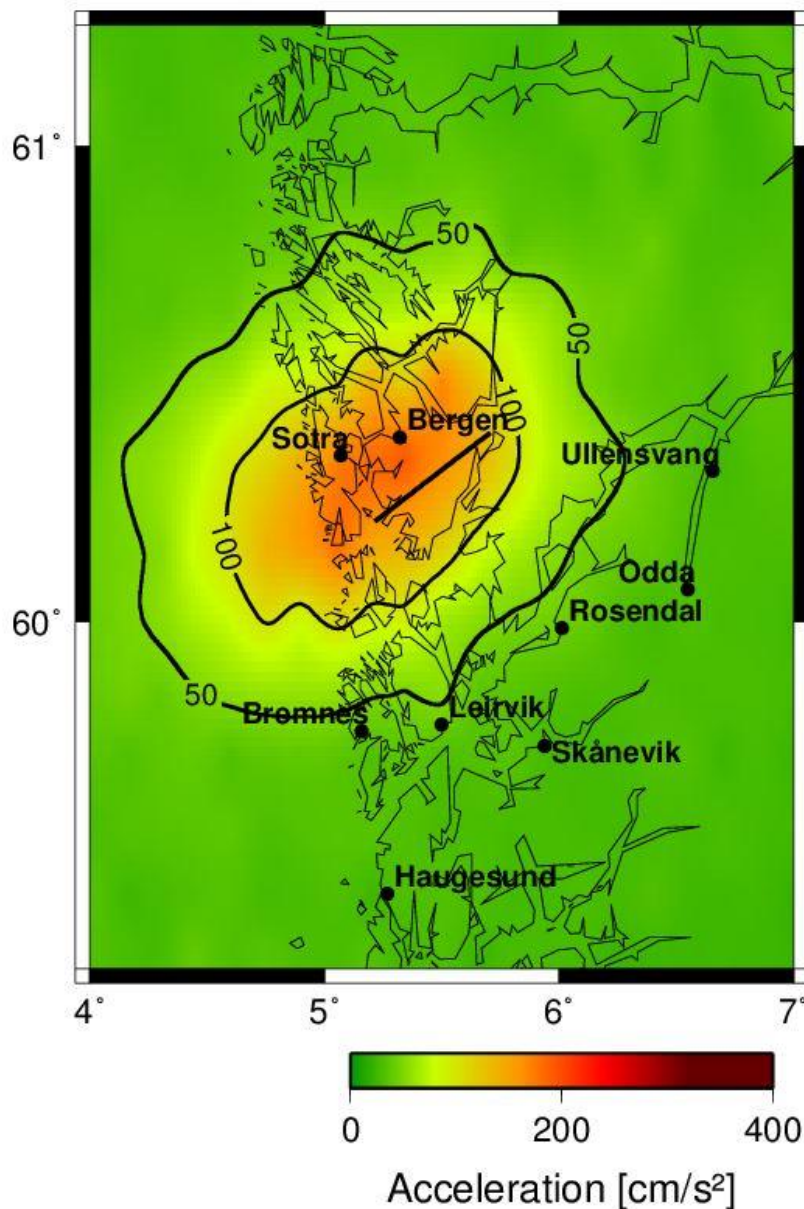 61°
50
50
100
Bergen
Sotra
Ullensvang
100
Odda
Rosendal
60°
50
Bremnes
Leirvik
Skånevik
Haugesund
4°
5°
6°
7°
0
200
400
Acceleration [cm/s²]